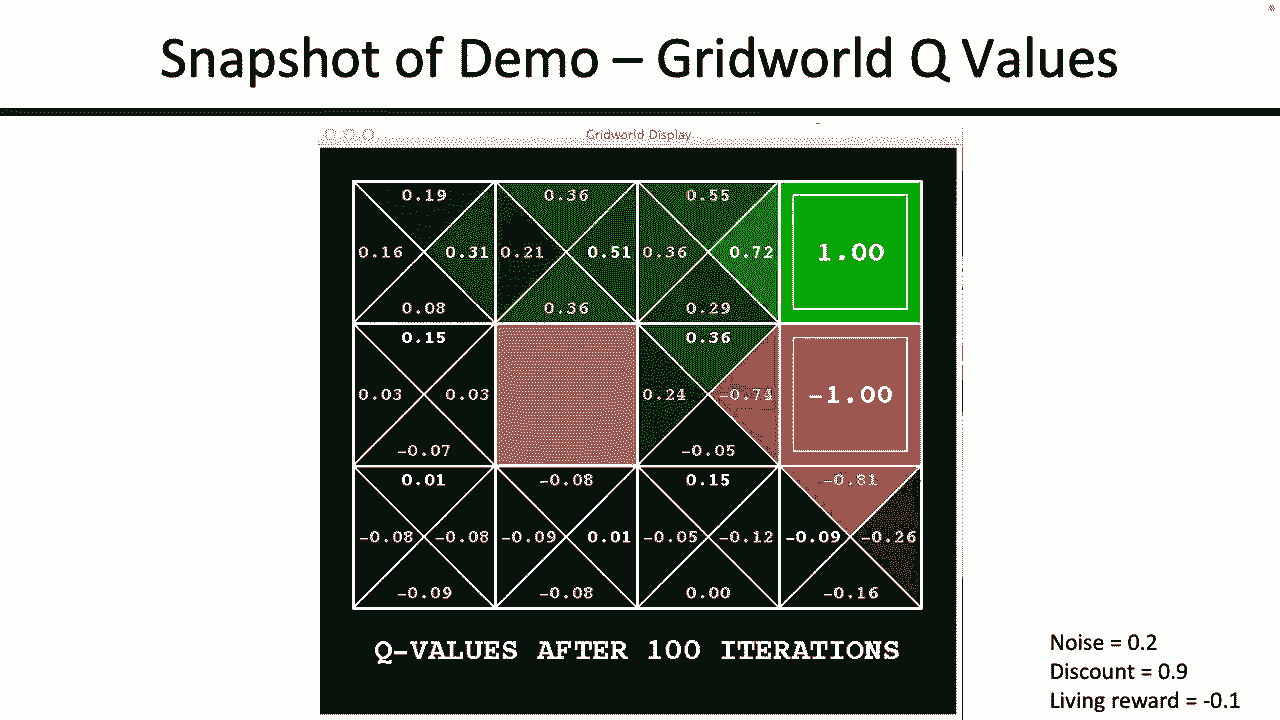 Snapshot of Demo – Gridworld Q Values
Gridworld Display
0.19 0.36 0.55
0.16 0.31 0.21 0.51 0.36 0.72 1.00
0.08 0.36 0.29
0.15 0.36
0.03 0.03 0.24 -0.74 -1.00
-0.07 -0.05
0.01 -0.08 0.15 -0.81
-0.08 -0.08 -0.09 0.01 -0.05 -0.12 -0.09 -0.26
-0.09 -0.08 0.00 -0.16
Q-VALUES AFTER 100 ITERATIONS
Noise = 0.2
Discount = 0.9
Living reward = -0.1